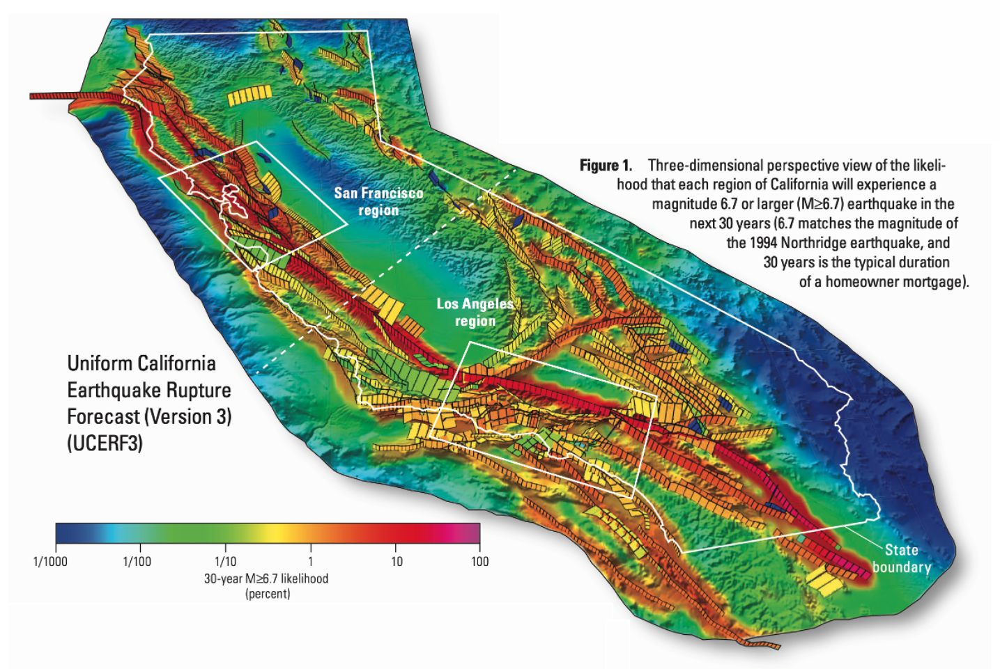 Figure 1. Three-dimensional perspective view of the likeli-
hood that each region of California will experience a
magnitude 6.7 or larger (M≥6.7) earthquake in the
next 30 years (6.7 matches the magnitude of
the 1994 Northridge earthquake, and
30 years is the typical duration
of a homeowner mortgage).
San Francisco
region
Los Angeles
region
Uniform California
Earthquake Rupture
Forecast (Version 3)
(UCERF3)
1/1000 1/100 1/10 1 10 100
30-year M≥6.7 likelihood
(percent)
State
boundary